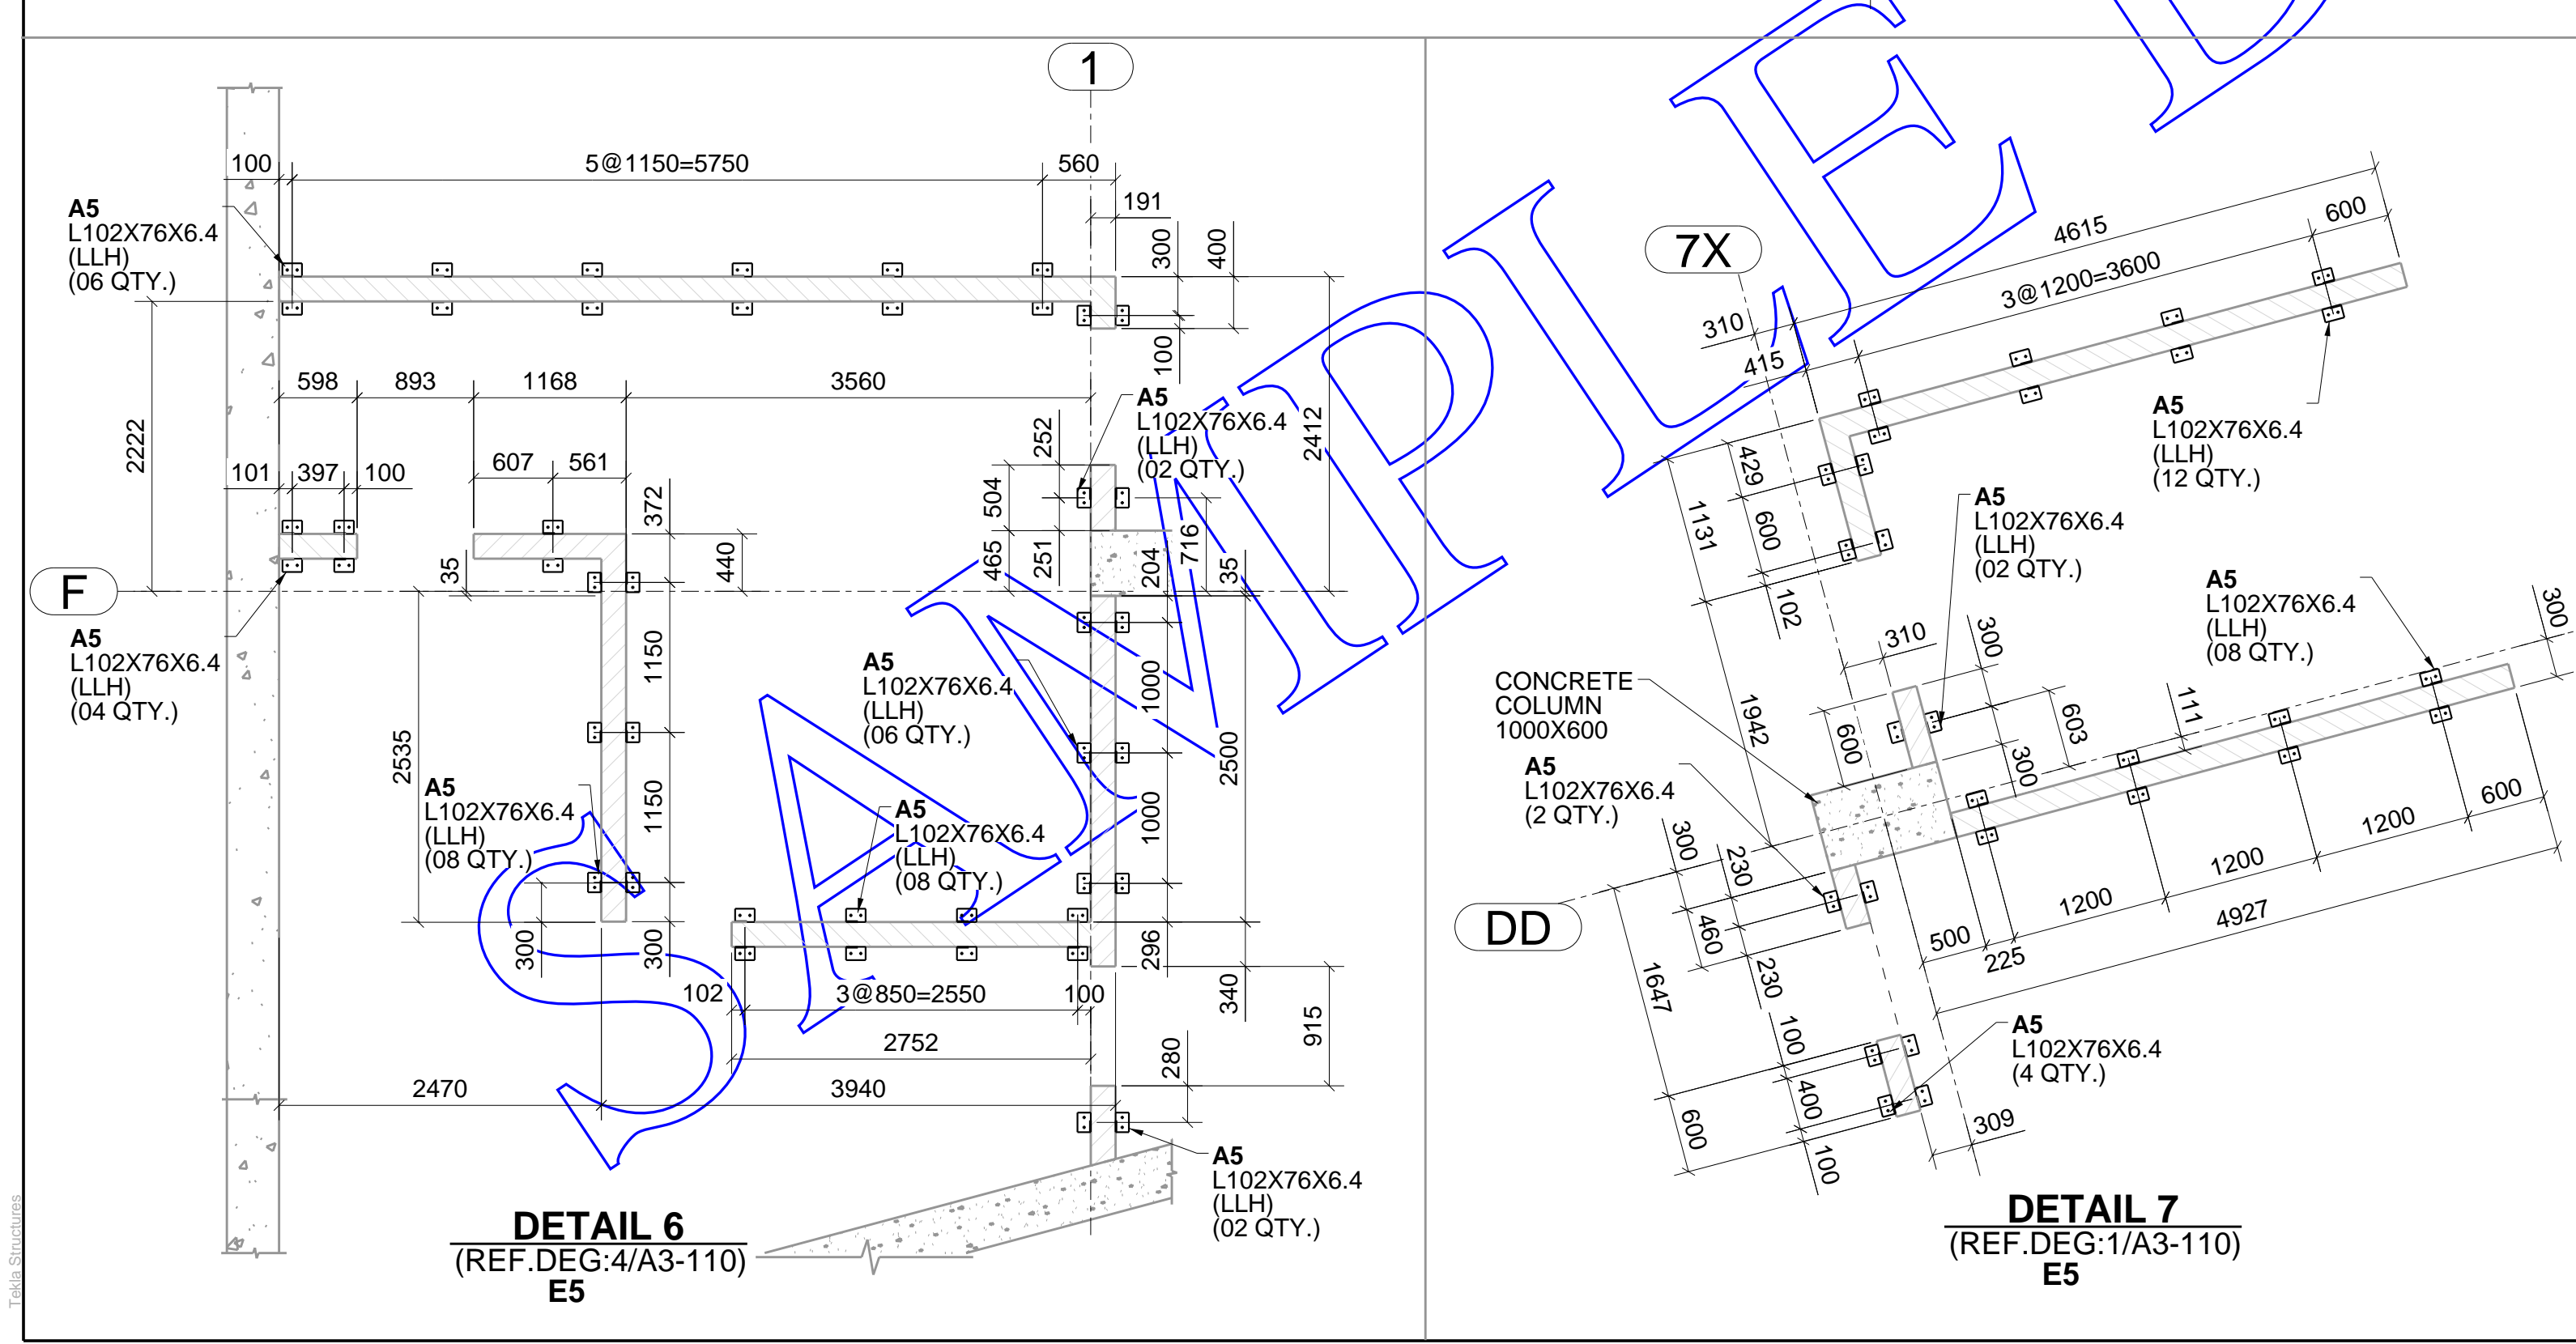 1
100
5@1150=5750
560
191
A5
L102X76X6.4
(LLH)
(06 QTY.)
300
400
100
598
893
1168
3560
A5
L102X76X6.4
(LLH)
(02 QTY.)
2412
2222
101
397
100
607
561
372
252
504
465
251
204
716
35
440
35
F
A5
L102X76X6.4
(LLH)
(04 QTY.)
1150
A5
L102X76X6.4
(LLH)
(06 QTY.)
1000
2535
2500
A5
L102X76X6.4
(LLH)
(08 QTY.)
1150
A5
L102X76X6.4
(LLH)
(08 QTY.)
1000
300
300
296
340
102
3@850=2550
100
915
2752
280
2470
3940
A5
L102X76X6.4
(LLH)
(02 QTY.)
DETAIL 6
(REF.DEG:4/A3-110)
E5
7X
4615
600
3@1200=3600
310
415
A5
L102X76X6.4
(LLH)
(12 QTY.)
429
1131
600
102
A5
L102X76X6.4
(LLH)
(02 QTY.)
A5
L102X76X6.4
(LLH)
(08 QTY.)
300
310
300
CONCRETE
COLUMN
1000X600
1942
600
603
111
300
A5
L102X76X6.4
(2 QTY.)
300
230
460
DD
600
1200
1200
1200
4927
500
225
1647
230
100
400
600
100
A5
L102X76X6.4
(4 QTY.)
309
DETAIL 7
(REF.DEG:1/A3-110)
E5
SAMPLE
Tekla Structures